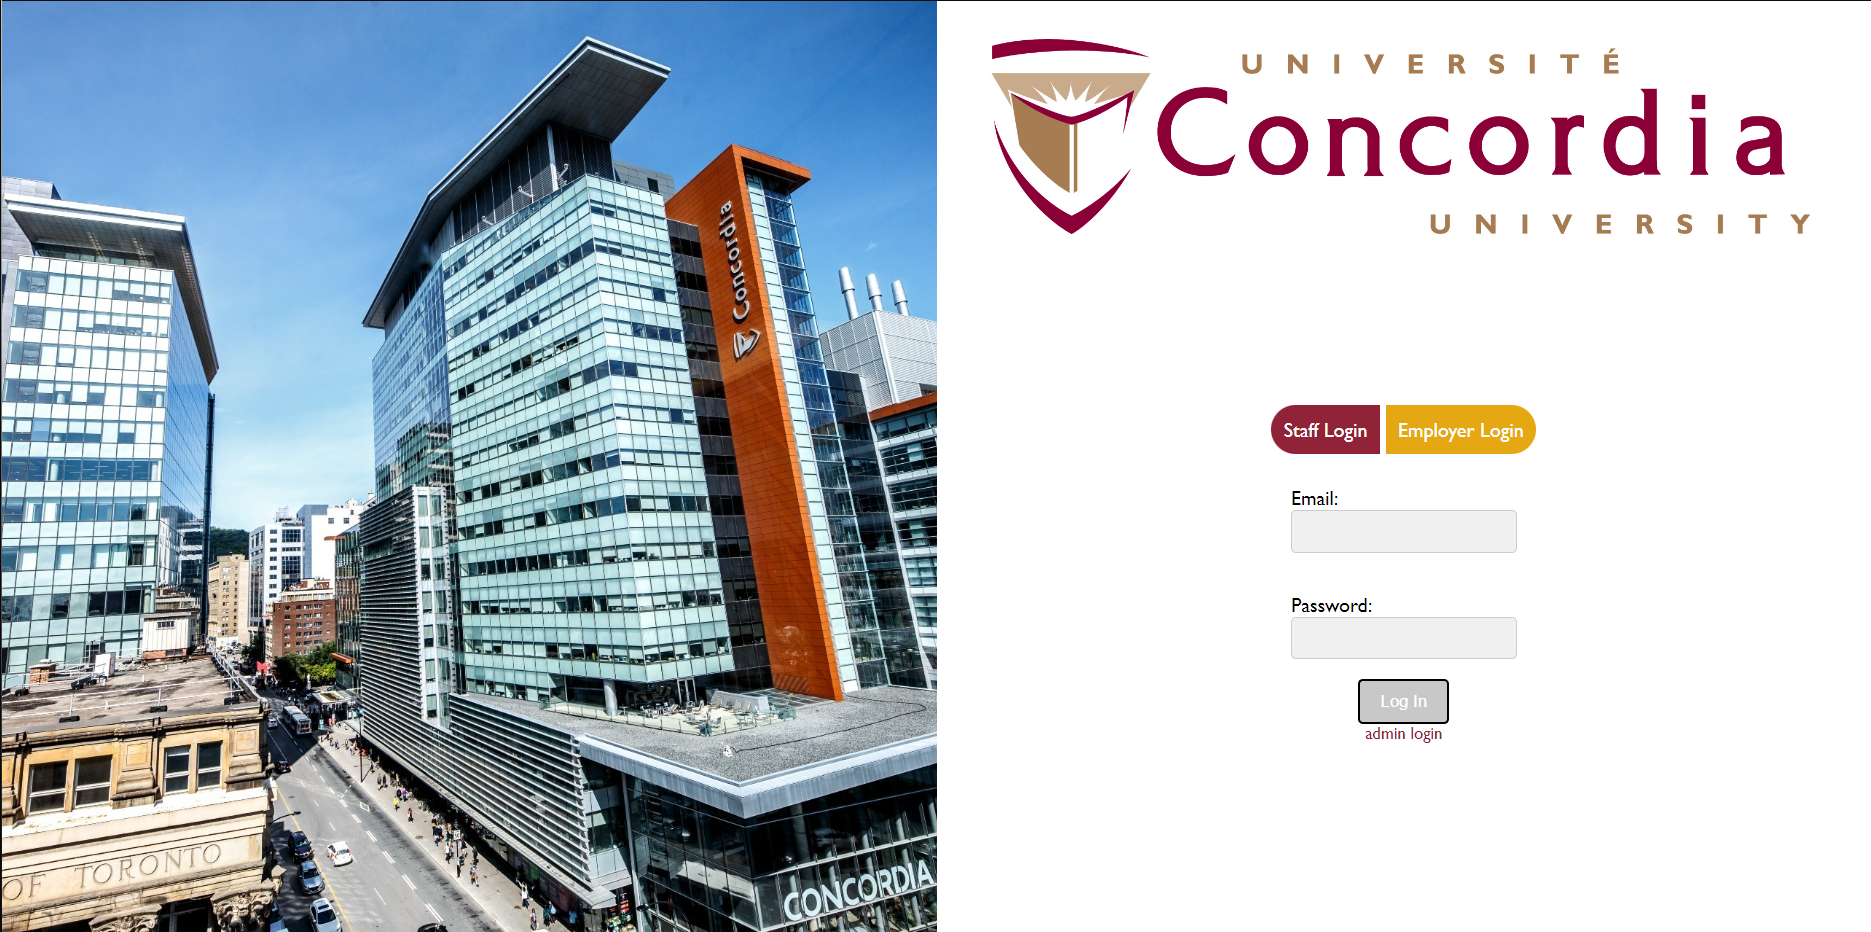 Concordia
OF TORONTO
CONCORDIA
UNIVERSITÉ
Concordia
UNIVERSITY
Staff Login
Employer Login
Email:
Password:
Log In
admin login